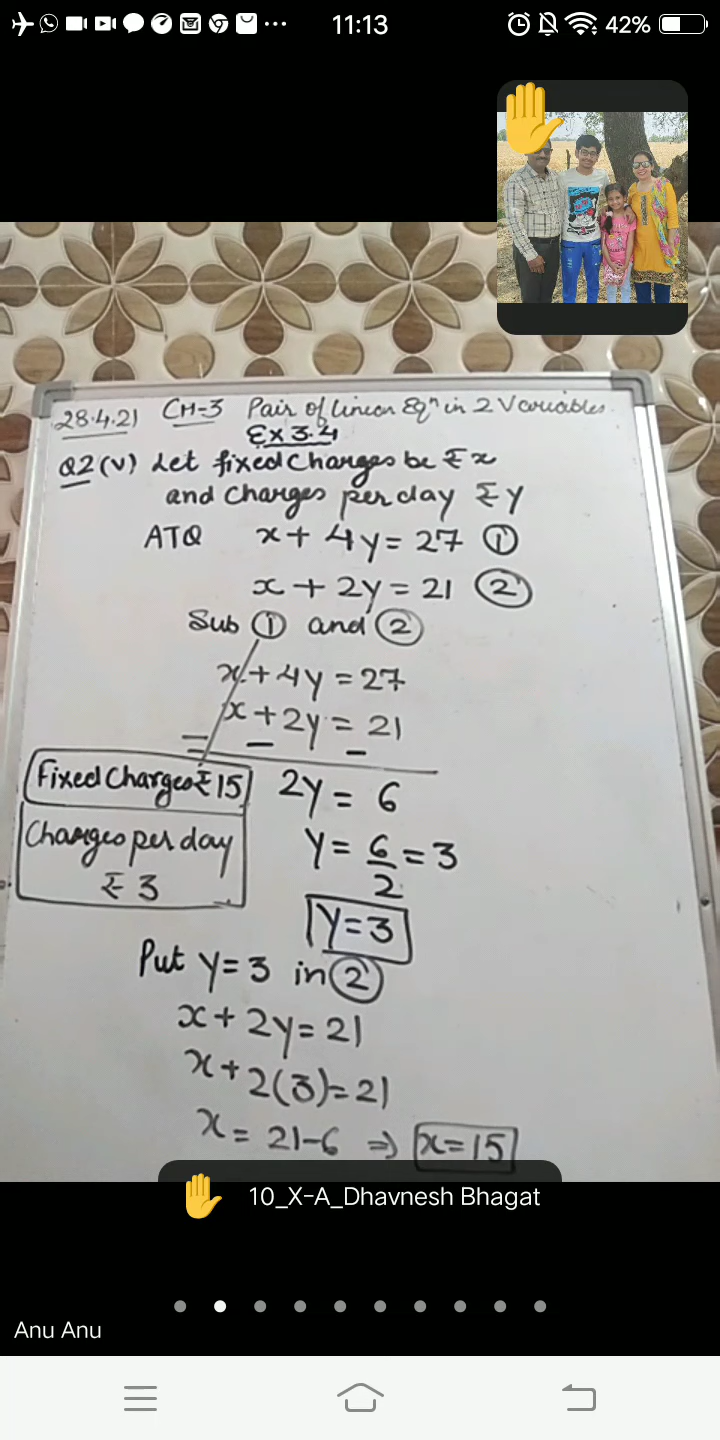 11:13
42%
28.4.21 CH-3 Pair of linear Eqn in 2 Variables.
Ex 3.4
Q2 (v) Let fixed Charges be ₹ x
and Charges per day ₹ y
ATQ x + 4y = 27 ①
x + 2y = 21 ②
Sub ① and ②
x + 4y = 27
x + 2y = 21
– – –
2y = 6
y = 6/2 = 3
y = 3
Fixed Charges ₹ 15
Charges per day
₹ 3
Put y = 3 in ②
x + 2y = 21
x + 2(3) = 21
x = 21 – 6 ⇒ x = 15
10_X-A_Dhavnesh Bhagat
Anu Anu